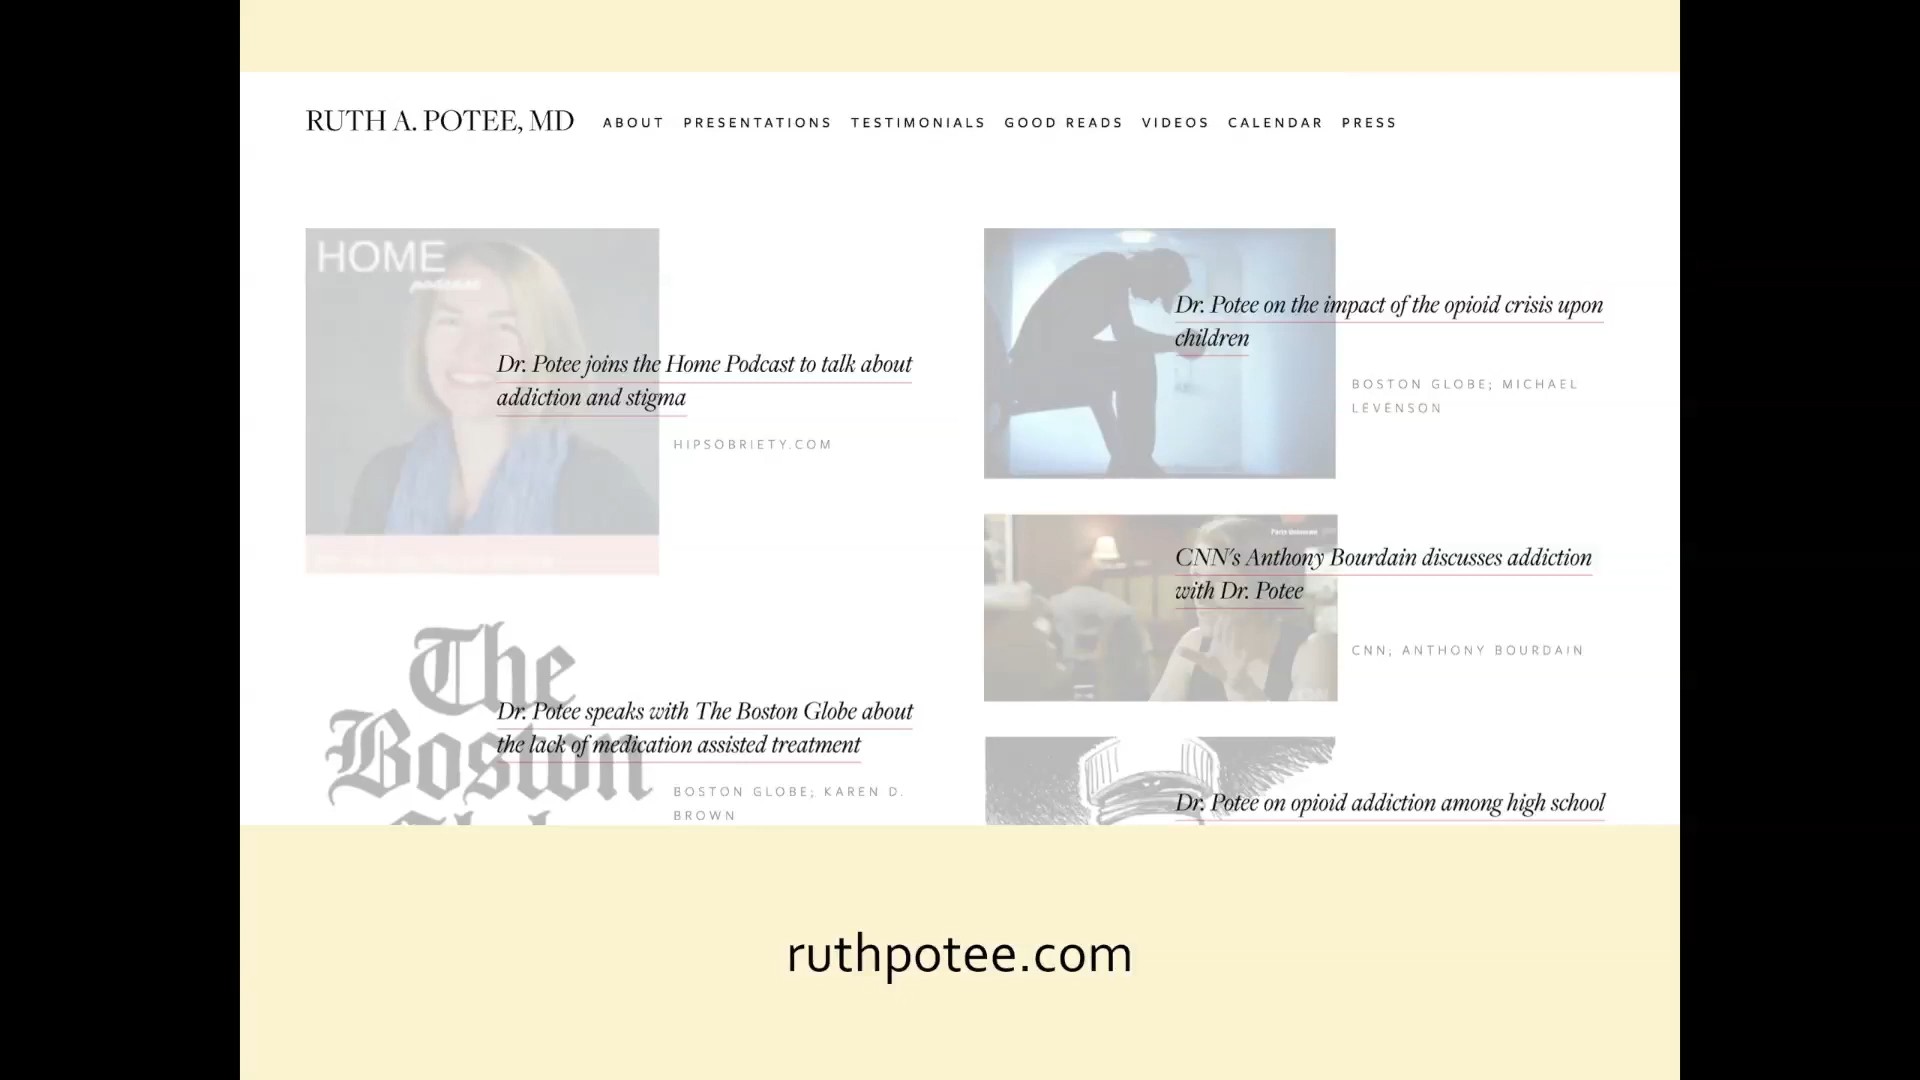 RUTH A. POTEE, MD
ABOUT PRESENTATIONS TESTIMONIALS GOOD READS VIDEOS CALENDAR PRESS
HOME
podcast
Dr. Potee joins the Home Podcast to talk about
addiction and stigma
HIPSOBRIETY.COM
The
Boston
Dr. Potee speaks with The Boston Globe about
the lack of medication assisted treatment
BOSTON GLOBE; KAREN D.
BROWN
Dr. Potee on the impact of the opioid crisis upon
children
BOSTON GLOBE; MICHAEL
LEVENSON
Parts Unknown
CNN's Anthony Bourdain discusses addiction
with Dr. Potee
CNN; ANTHONY BOURDAIN
Dr. Potee on opioid addiction among high school
ruthpotee.com